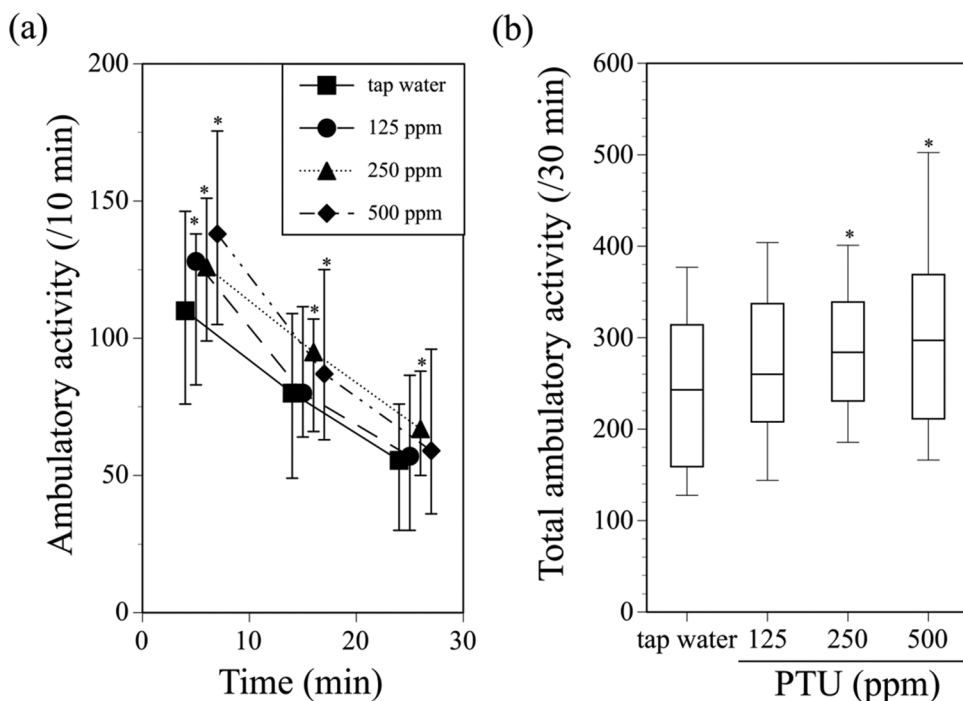 (a)
200
150
100
50
0
0
10
20
30
Ambulatory activity (/10 min)
Time (min)
tap water
125 ppm
250 ppm
500 ppm
*
*
*
*
*
*
(b)
600
500
400
300
200
100
0
Total ambulatory activity (/30 min)
*
*
tap water 125 250 500
PTU (ppm)